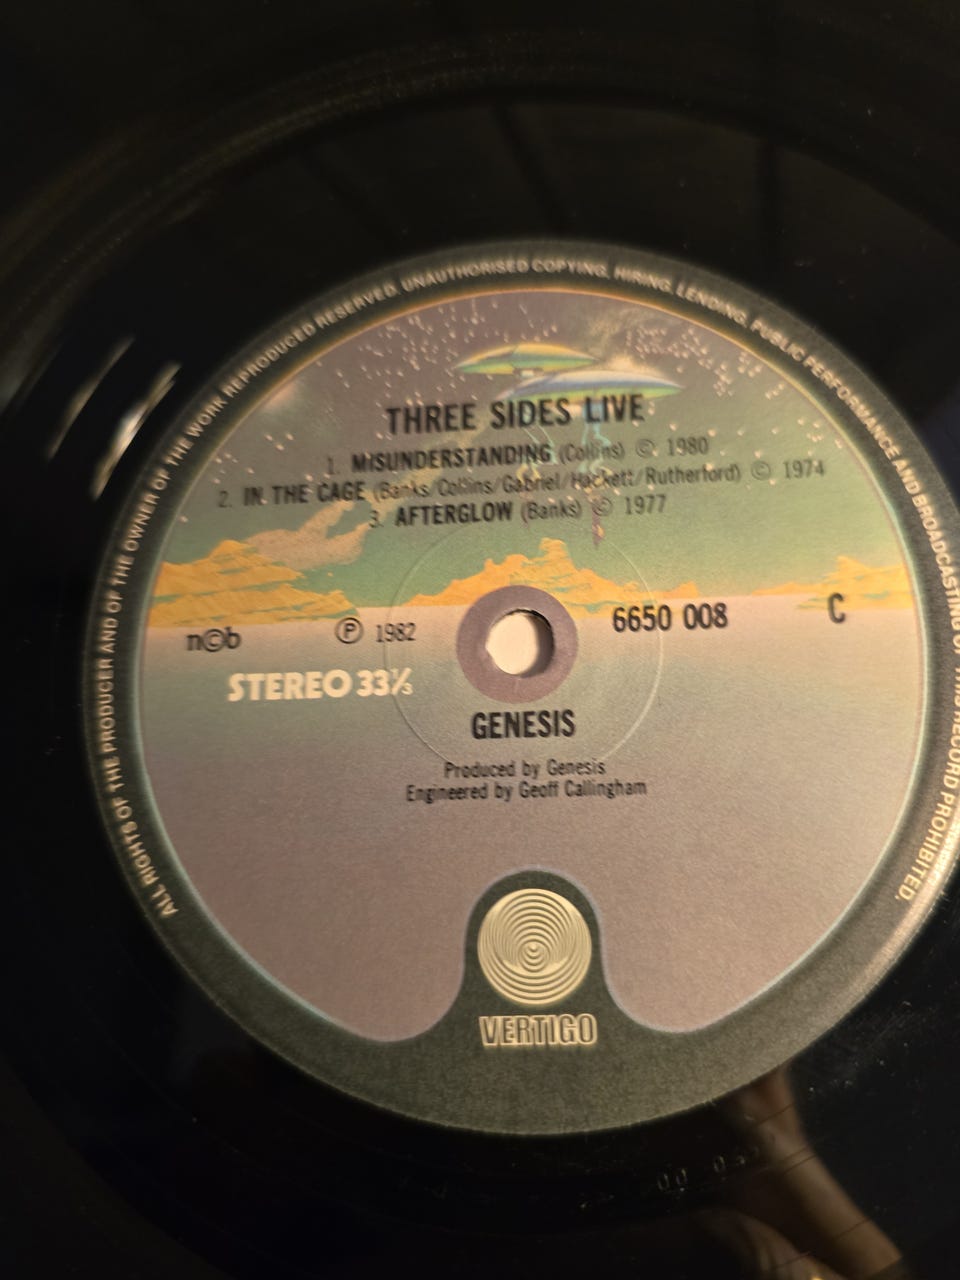 ALL RIGHTS OF THE PRODUCER AND OF THE OWNER OF THE WORK REPRODUCED RESERVED. UNAUTHORISED COPYING, HIRING, LENDING, PUBLIC PERFORMANCE AND BROADCASTING OF THIS RECORD PROHIBITED.
THREE SIDES LIVE
1. MISUNDERSTANDING (Collins) © 1980
2. IN THE CAGE (Banks/Collins/Gabriel/Hackett/Rutherford) © 1974
3. AFTERGLOW (Banks) © 1977
n©b ℗ 1982 6650 008 C
STEREO 33⅓
GENESIS
Produced by Genesis
Engineered by Geoff Callingham
VERTIGO